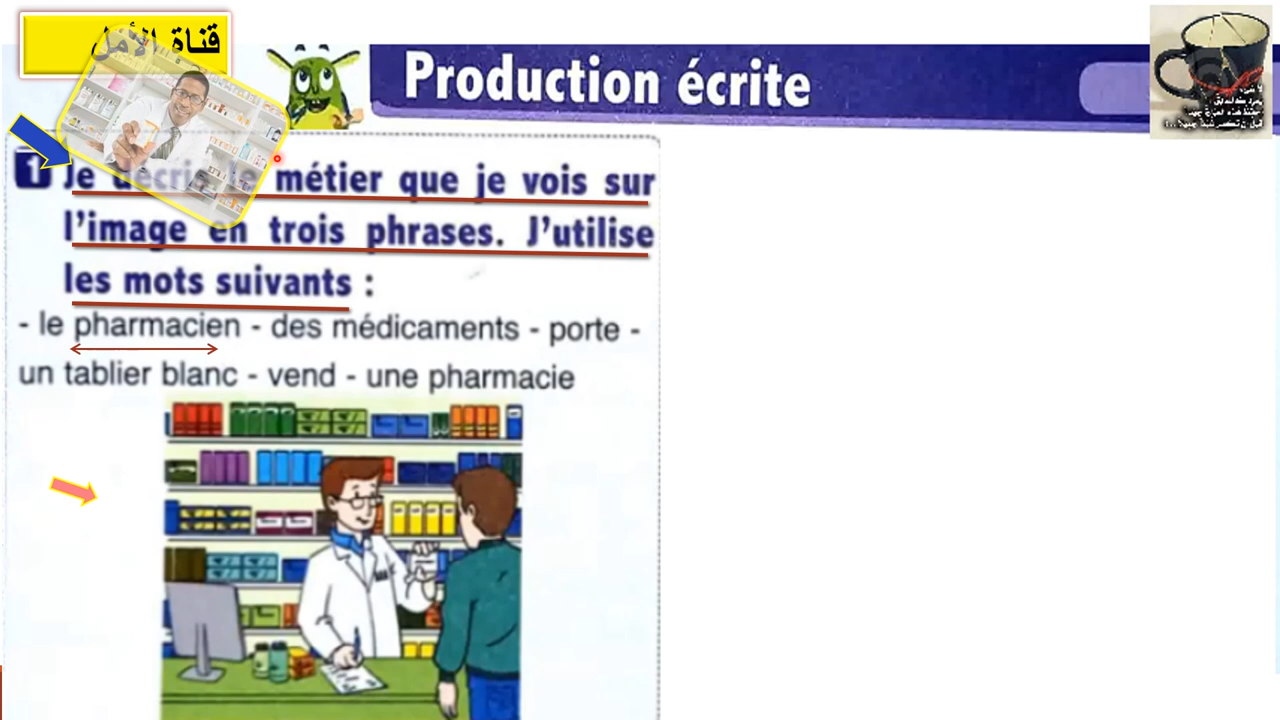 قناة الأمل
Production écrite
1 Je décris le métier que je vois sur
l'image en trois phrases. J'utilise
les mots suivants :
- le pharmacien - des médicaments - porte -
un tablier blanc - vend - une pharmacie